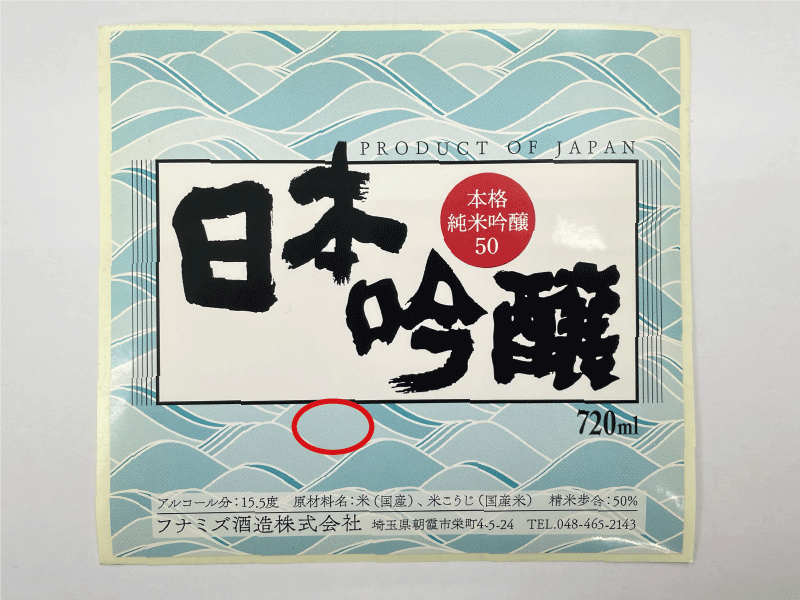 PRODUCT OF JAPAN
日本
吟醸
本格
純米吟醸
50
720ml
アルコール分：15.5度 原材料名：米（国産）、米こうじ（国産米） 精米歩合：50%
フナミズ酒造株式会社 埼玉県朝霞市栄町4-5-24 TEL.048-465-2143